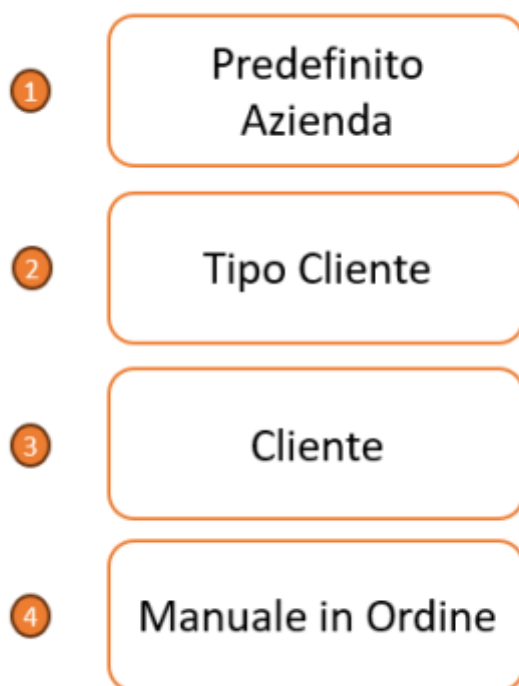 1
Predefinito
Azienda
2
Tipo Cliente
3
Cliente
4
Manuale in Ordine